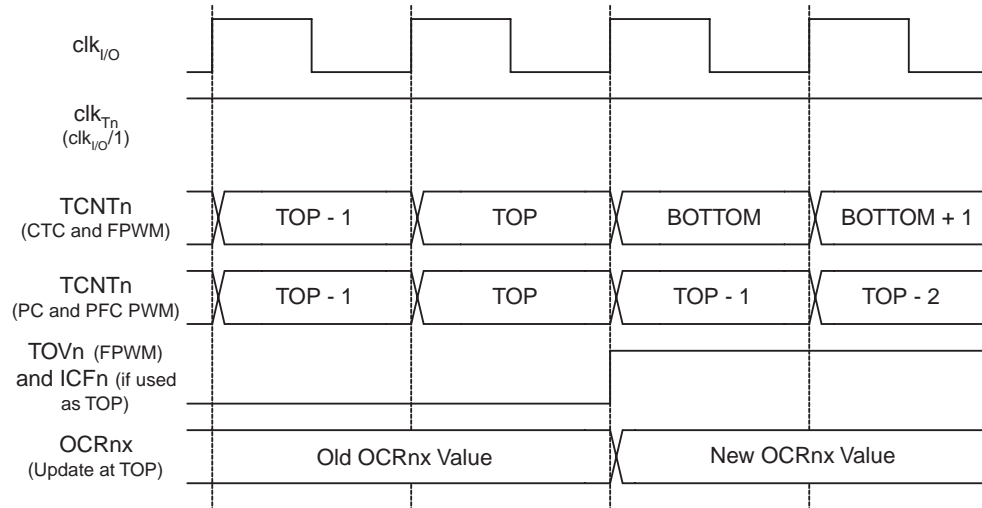 clkI/O
clkTn
(clkI/O/1)
TCNTn
(CTC and FPWM)
TOP - 1
TOP
BOTTOM
BOTTOM + 1
TCNTn
(PC and PFC PWM)
TOP - 1
TOP
TOP - 1
TOP - 2
TOVn (FPWM)
and ICFn (if used
as TOP)
OCRnx
(Update at TOP)
Old OCRnx Value
New OCRnx Value